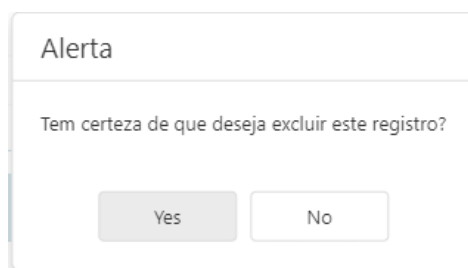 Alerta
Tem certeza de que deseja excluir este registro?
Yes No